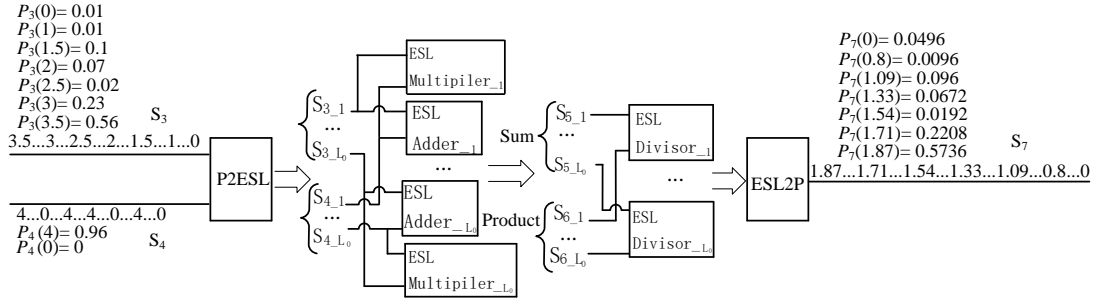 P₃(0)= 0.01
P₃(1)= 0.01
P₃(1.5)= 0.1
P₃(2)= 0.07
P₃(2.5)= 0.02
P₃(3)= 0.23
P₃(3.5)= 0.56
S₃
3.5...3...2.5...2...1.5...1...0
4...0...4...4...0...4...0
P₄(4)= 0.96
P₄(0)= 0
S₄
P2ESL
S₃_₁
...
S₃_L₀
S₄_₁
...
S₄_L₀
ESL
Multipiler_₁
ESL
Adder_₁
...
ESL
Adder_L₀
ESL
Multipiler_L₀
Sum
S₅_₁
...
S₅_L₀
Product
S₆_₁
...
S₆_L₀
ESL
Divisor_₁
...
ESL
Divisor_L₀
ESL2P
P₇(0)= 0.0496
P₇(0.8)= 0.0096
P₇(1.09)= 0.096
P₇(1.33)= 0.0672
P₇(1.54)= 0.0192
P₇(1.71)= 0.2208
P₇(1.87)= 0.5736
S₇
1.87...1.71...1.54...1.33...1.09...0.8...0